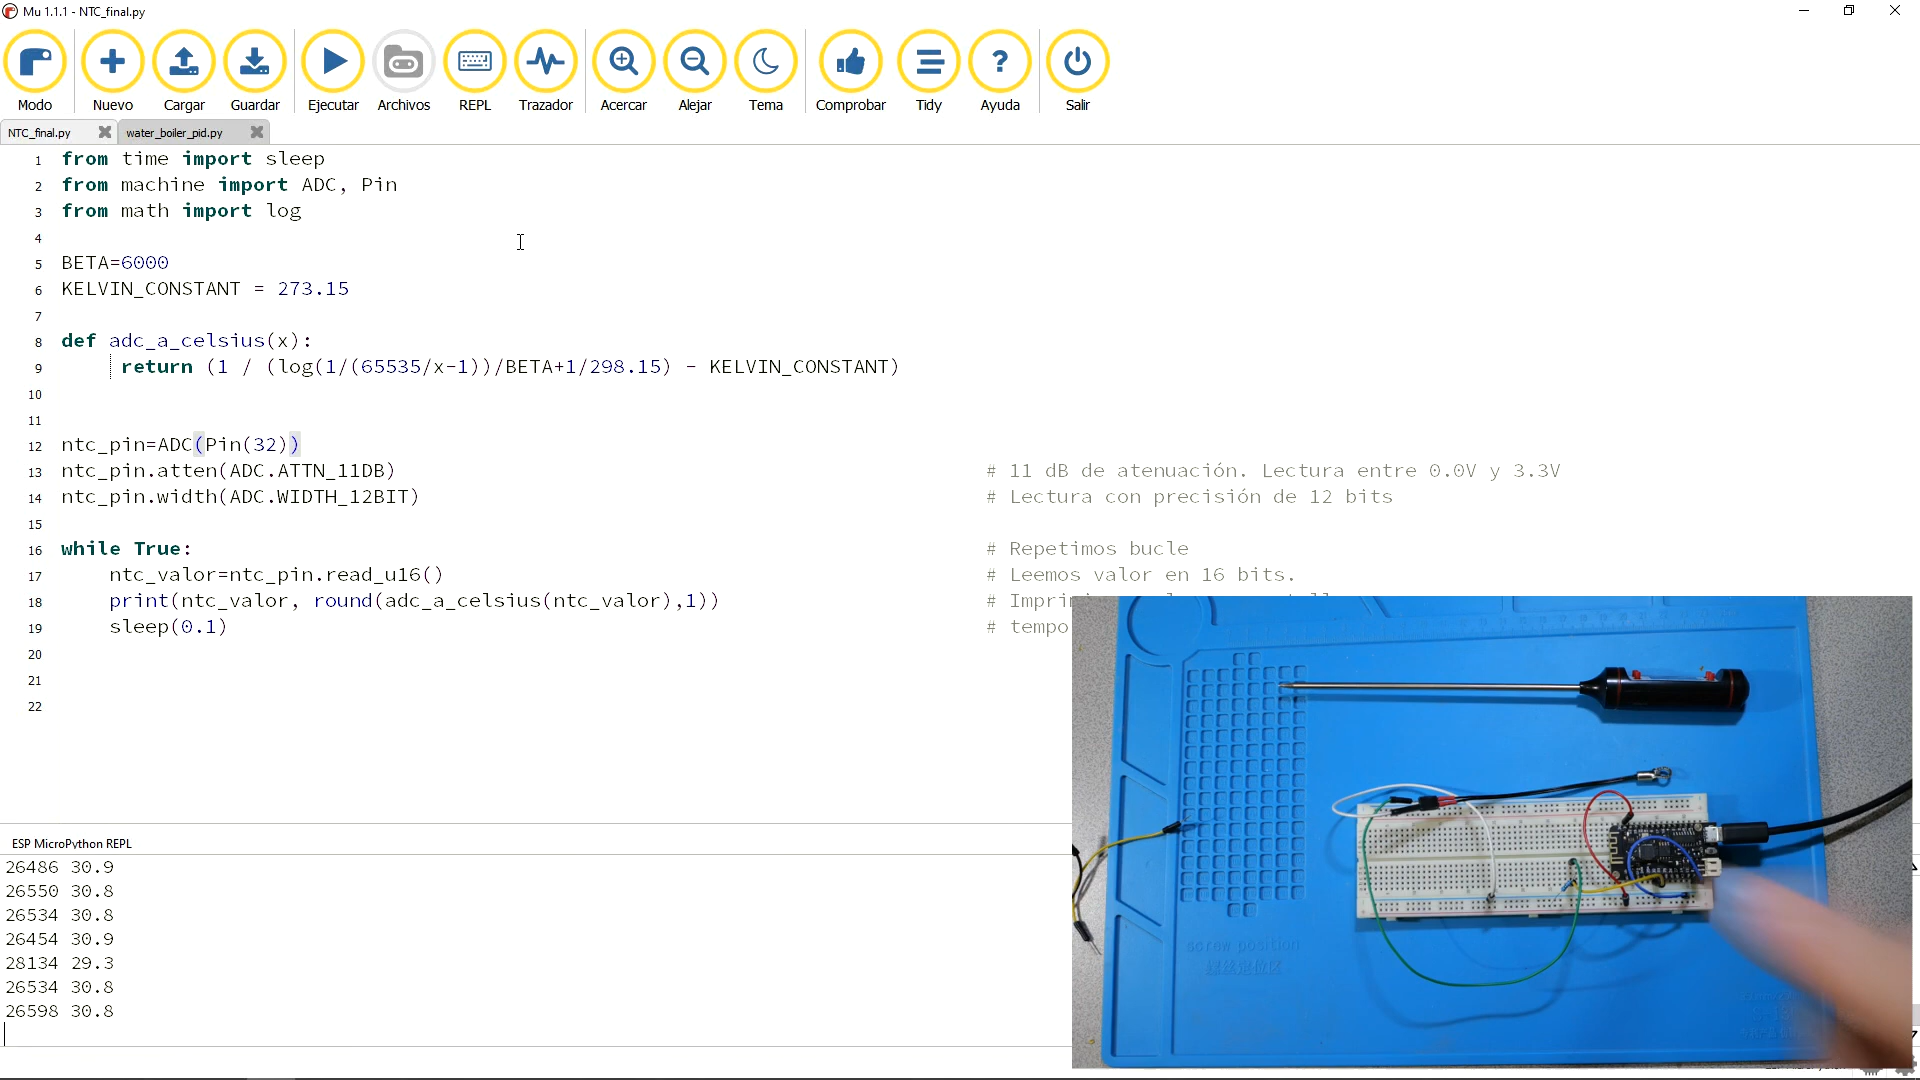 Mu 1.1.1 - NTC_final.py
Modo
Nuevo
Cargar
Guardar
Ejecutar
Archivos
REPL
Trazador
Acercar
Alejar
Tema
Comprobar
Tidy
Ayuda
Salir
NTC_final.py
water_boiler_pid.py
1 from time import sleep
2 from machine import ADC, Pin
3 from math import log
4
5 BETA=6000
6 KELVIN_CONSTANT = 273.15
7
8 def adc_a_celsius(x):
9 return (1 / (log(1/(65535/x-1))/BETA+1/298.15) - KELVIN_CONSTANT)
10
11
12 ntc_pin=ADC(Pin(32))
13 ntc_pin.atten(ADC.ATTN_11DB) # 11 dB de atenuación. Lectura entre 0.0V y 3.3V
14 ntc_pin.width(ADC.WIDTH_12BIT) # Lectura con precisión de 12 bits
15
16 while True: # Repetimos bucle
17 ntc_valor=ntc_pin.read_u16() # Leemos valor en 16 bits.
18 print(ntc_valor, round(adc_a_celsius(ntc_valor),1)) #
19 sleep(0.1) # tempo
20
21
22
ESP MicroPython REPL
26486 30.9
26550 30.8
26534 30.8
26454 30.9
28134 29.3
26534 30.8
26598 30.8
screw position
螺丝定位区